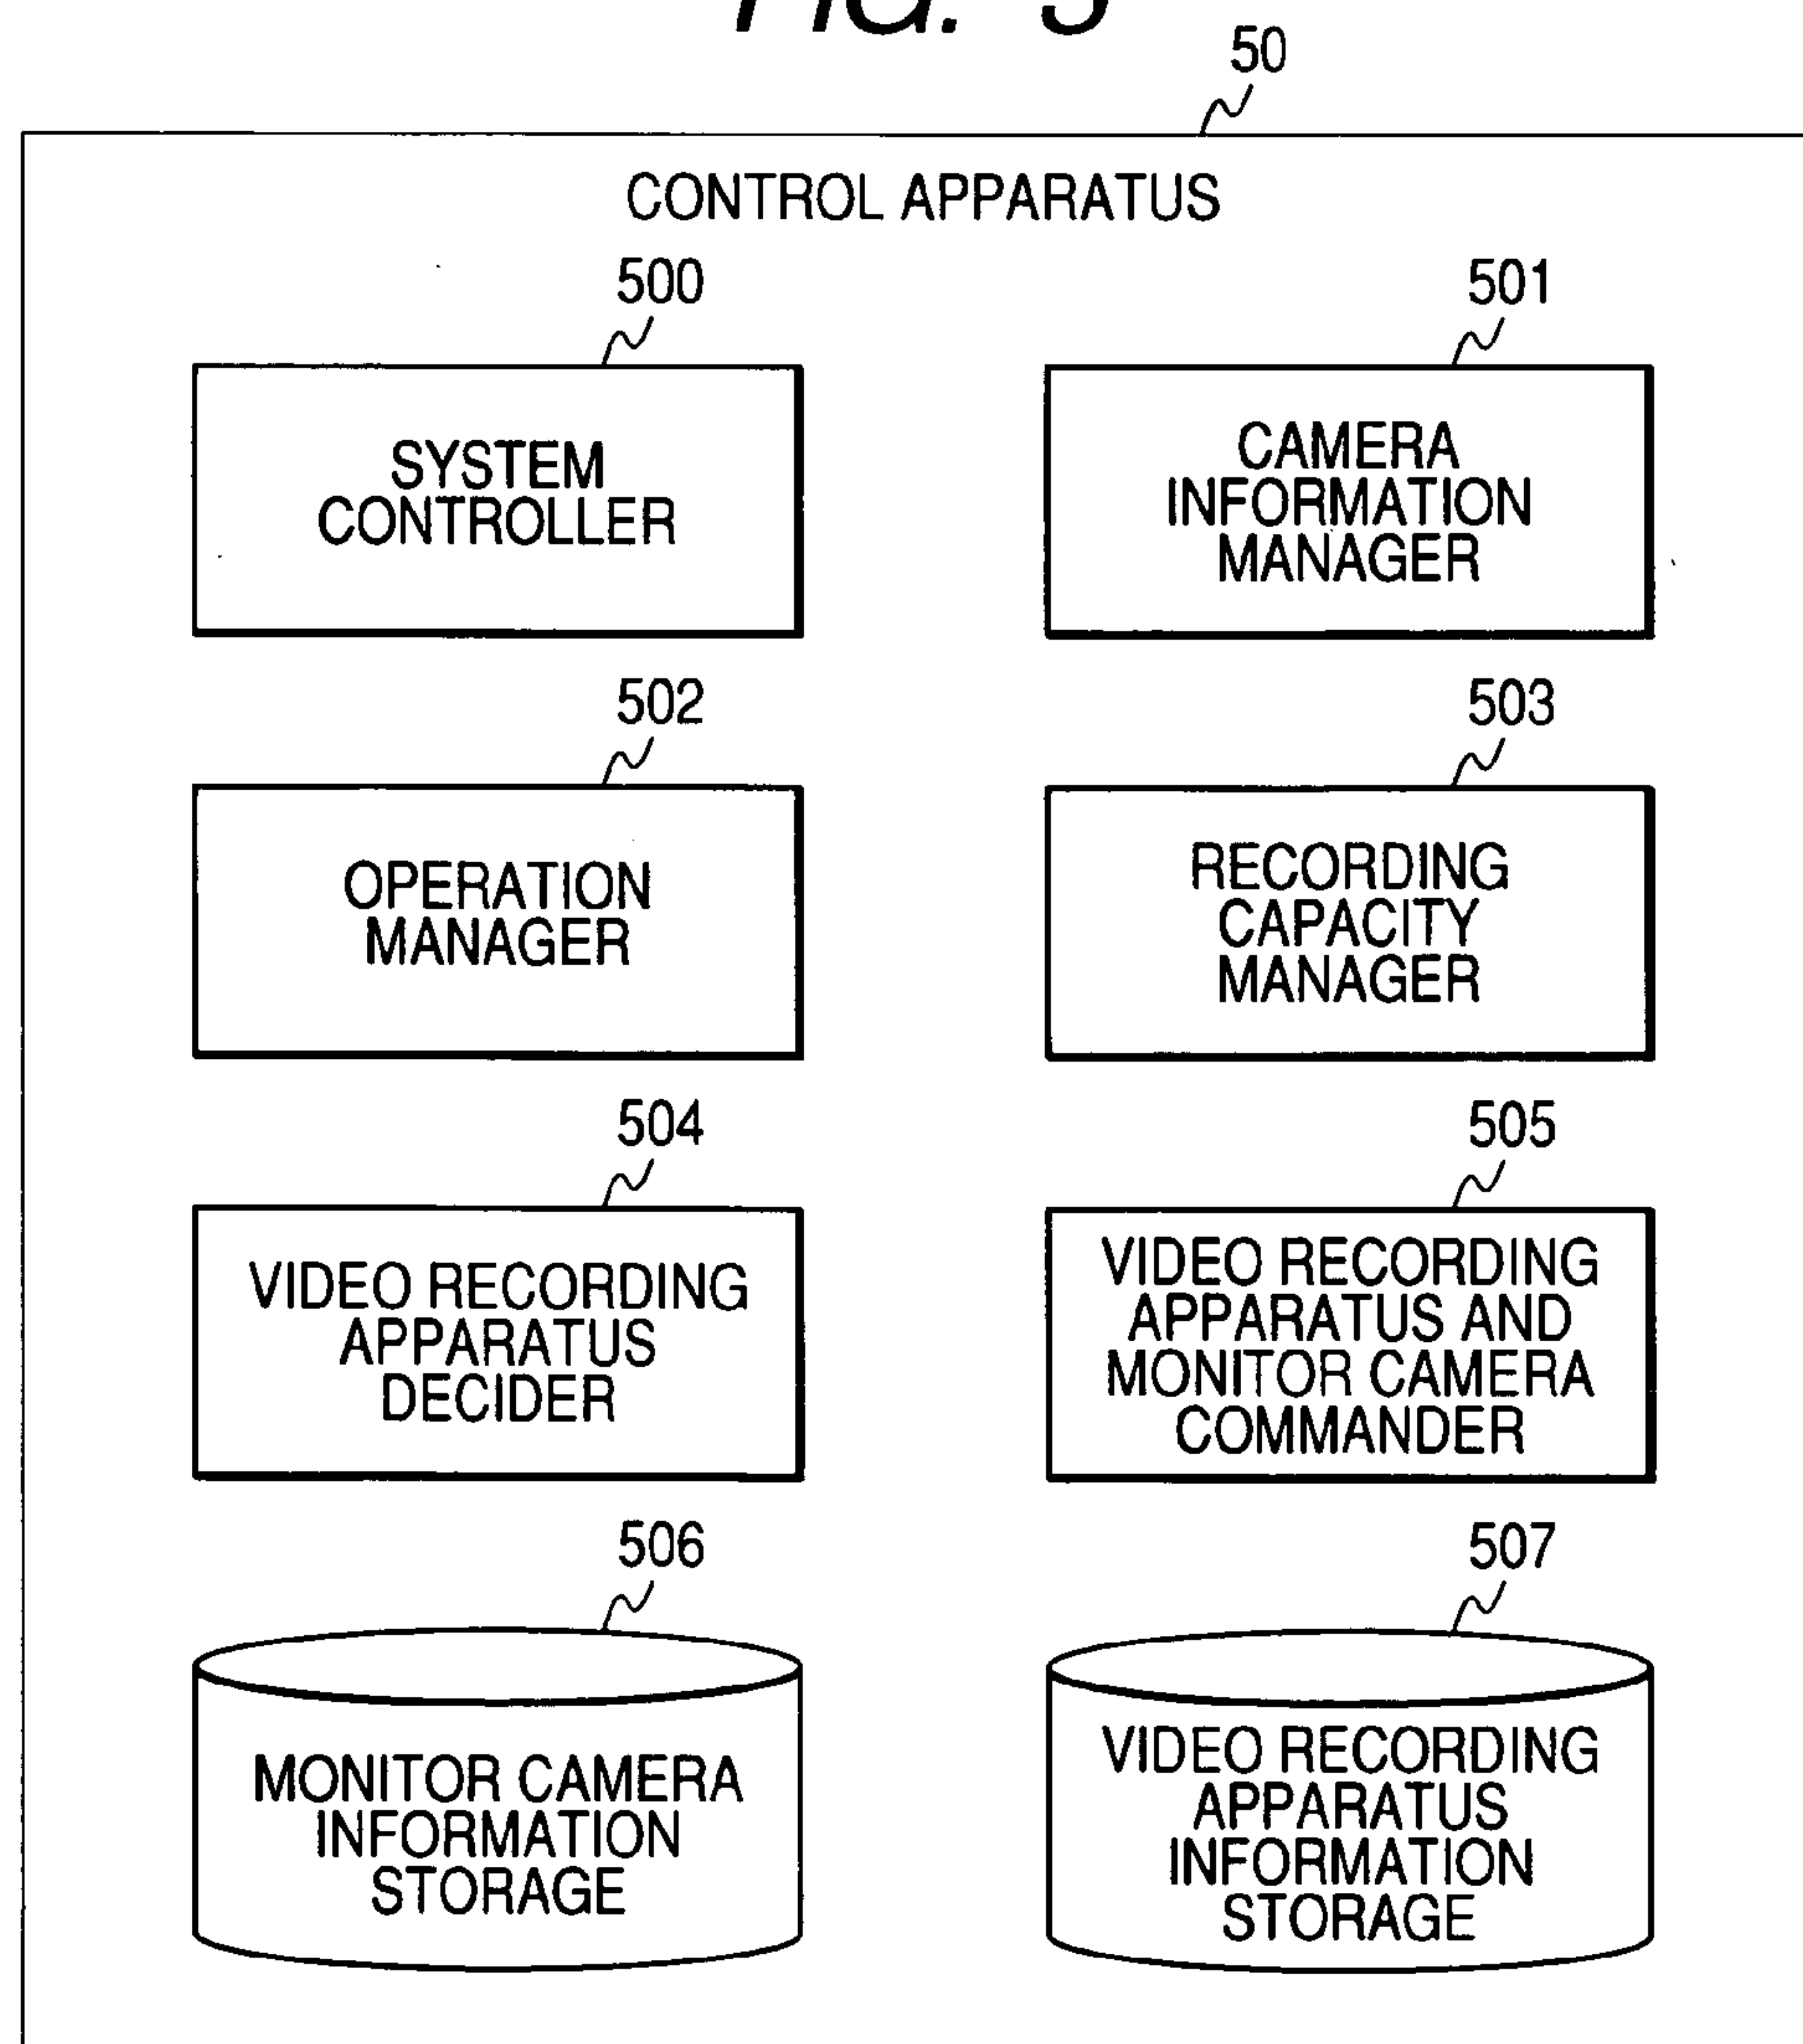 FIG.
50
CONTROL APPARATUS
500
501
SYSTEM
CONTROLLER
CAMERA
INFORMATION
MANAGER
502
503
OPERATION
MANAGER
RECORDING
CAPACITY
MANAGER
504
505
VIDEO RECORDING
APPARATUS
DECIDER
VIDEO RECORDING
APPARATUS AND
MONITOR CAMERA
COMMANDER
506
507
MONITOR CAMERA
INFORMATION
STORAGE
VIDEO RECORDING
APPARATUS
INFORMATION
STORAGE